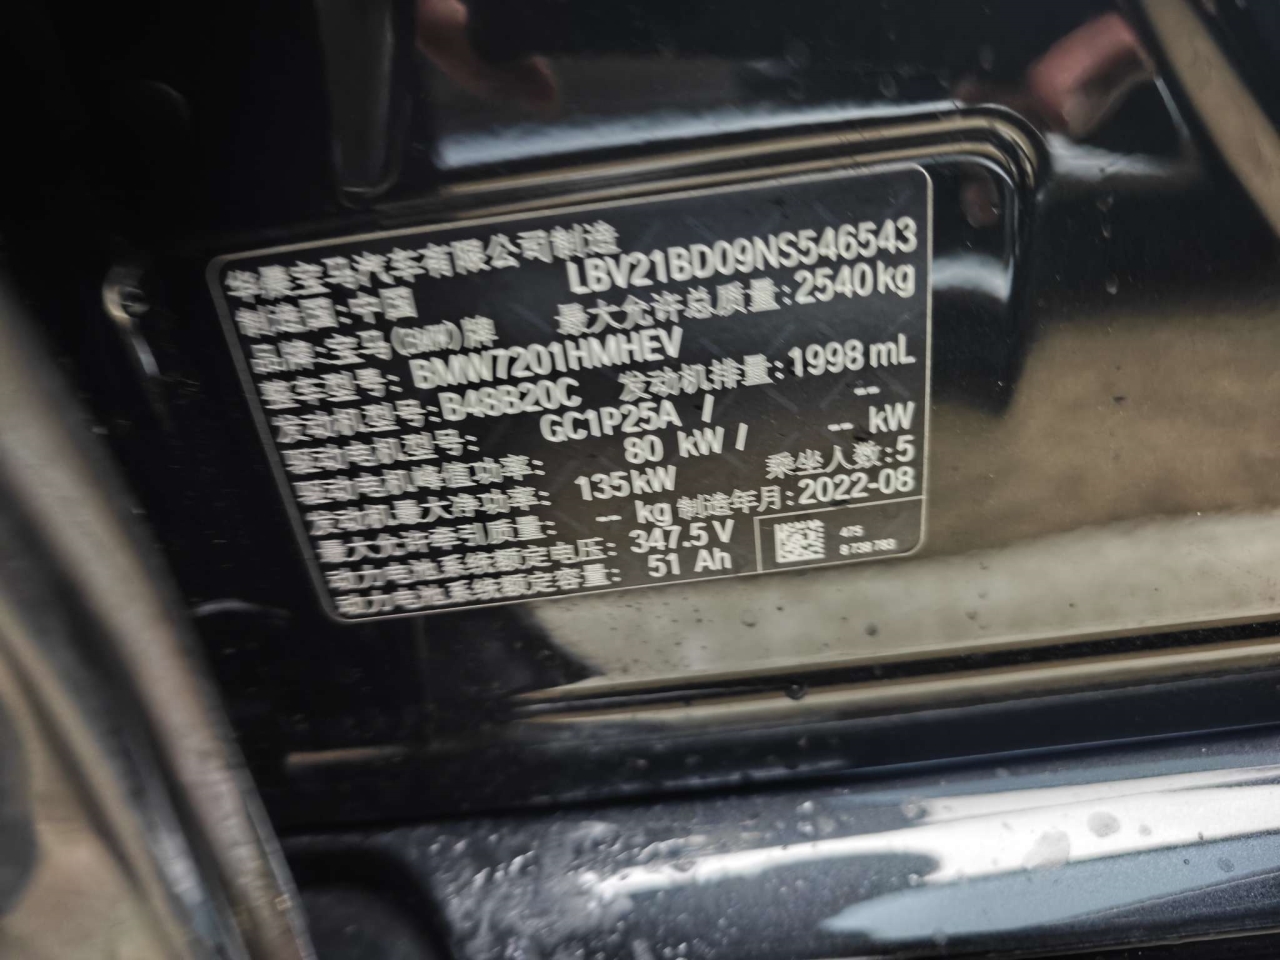 华晨宝马汽车有限公司制造
LBV21BD09NS546543
制造国:中国
最大允许总质量:2540kg
品牌:宝马(BMW)牌
整车型号: BMW7201HMHEV
发动机型号:B48B20C 发动机排量:1998 mL
驱动电机型号: GC1P25A / --
驱动电机峰值功率: 80 kW / -- kW
发动机最大净功率: 135kW 乘坐人数:5
最大允许牵引质量: -- kg 制造年月:2022-08
动力电池系统额定电压: 347.5 V
动力电池系统额定容量: 51 Ah
475
8 738 783